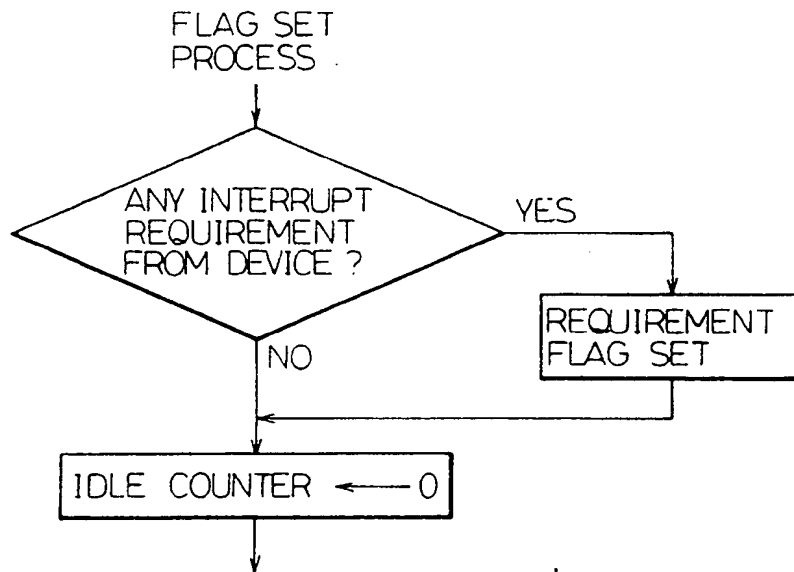 FLAG SET
PROCESS
ANY INTERRUPT
REQUIREMENT
FROM DEVICE ?
YES
REQUIREMENT
FLAG SET
NO
IDLE COUNTER ← 0